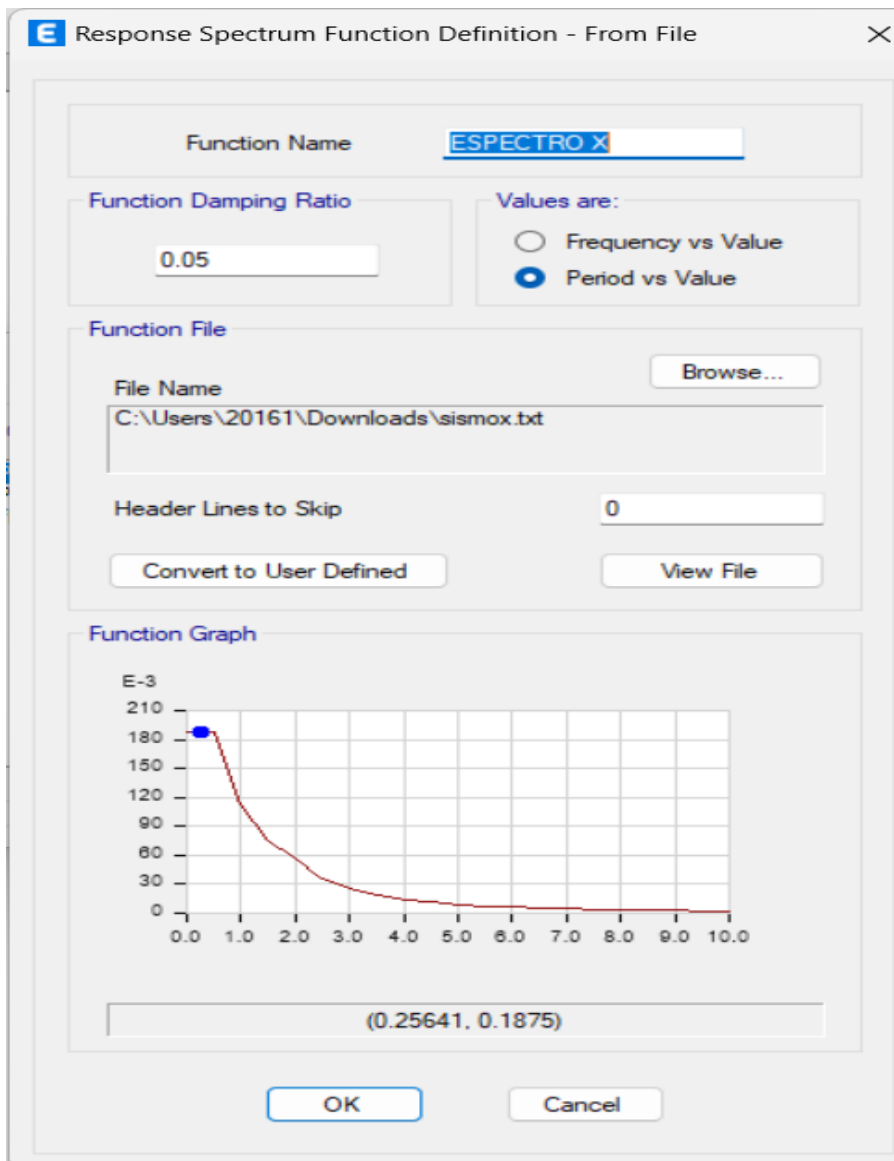 E Response Spectrum Function Definition - From File
Function Name ESPECTRO X
Function Damping Ratio
0.05
Values are:
Frequency vs Value
Period vs Value
Function File
Browse...
File Name
C:\Users\20161\Downloads\sismox.txt
Header Lines to Skip 0
Convert to User Defined View File
Function Graph
E-3
210
180
150
120
90
60
30
0
0.0 1.0 2.0 3.0 4.0 5.0 6.0 7.0 8.0 9.0 10.0
(0.25641, 0.1875)
OK Cancel